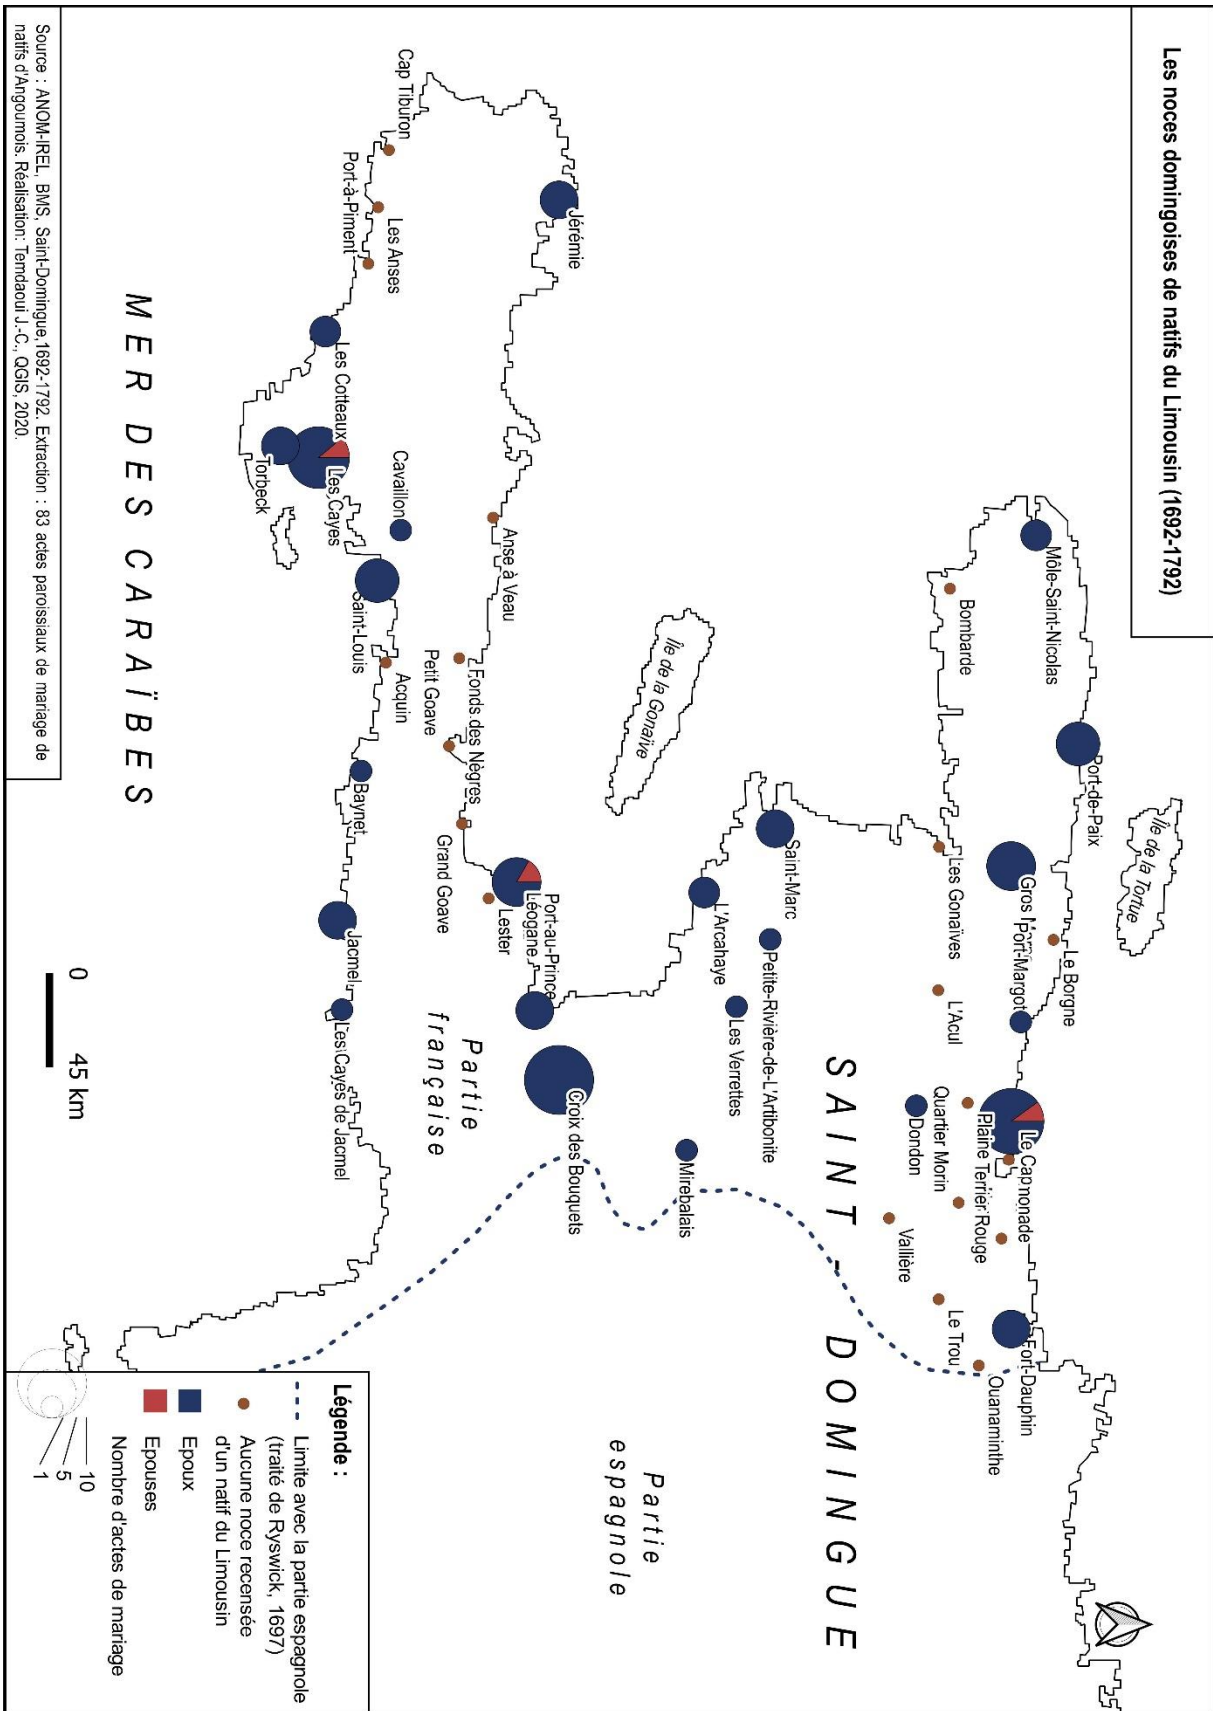 Les noces domingoises de natifs du Limousin (1692-1792)
Île de la Tortue
Môle-Saint-Nicolas
Port-de-Paix
Bombarde
Gros
Le Borgne
Port-Margot
Les Gonaïves
L'Acul
Le Cap
monade
Plaine
Terrier Rouge
Quartier Morin
Dondon
Vallière
Le Trou
Fort-Dauphin
Ouanaminthe
SAINT - DOMINGUE
Saint-Marc
Petite-Rivière-de-L'Artibonite
L'Arcahaye
Les Verrettes
Mirebalais
Île de la Gonaïve
Partie
espagnole
Jérémie
Anse à Veau
Fonds des Nègres
Petit Goave
Grand Goave
Port-au-Prince
Léogane
Lester
Croix des Bouquets
Partie
française
Cap Tiburon
Les Anses
Port-à-Piment
Les Cotteaux
Les Cayes
Torbeck
Cavaillon
Saint-Louis
Acquin
Baynet
Jacmel
Les Cayes de Jacmel
MER DES CARAÏBES
0
45 km
Légende :
Limite avec la partie espagnole
(traité de Ryswick, 1697)
Aucune noce recensée
d'un natif du Limousin
Epoux
Epouses
Nombre d'actes de mariage
10
5
1
Source : ANOM-IREL, BMS, Saint-Domingue,1692-1792. Extraction : 83 actes paroissiaux de mariage de
natifs d'Angoumois. Réalisation: Temdaoui J.-C., QGIS, 2020.